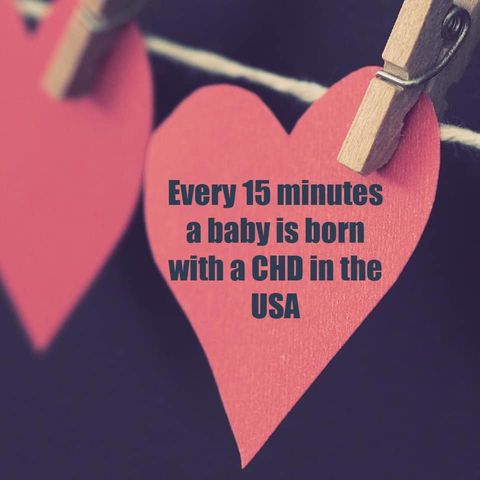 Every 15 minutes
a baby is born
with a CHD in the
USA